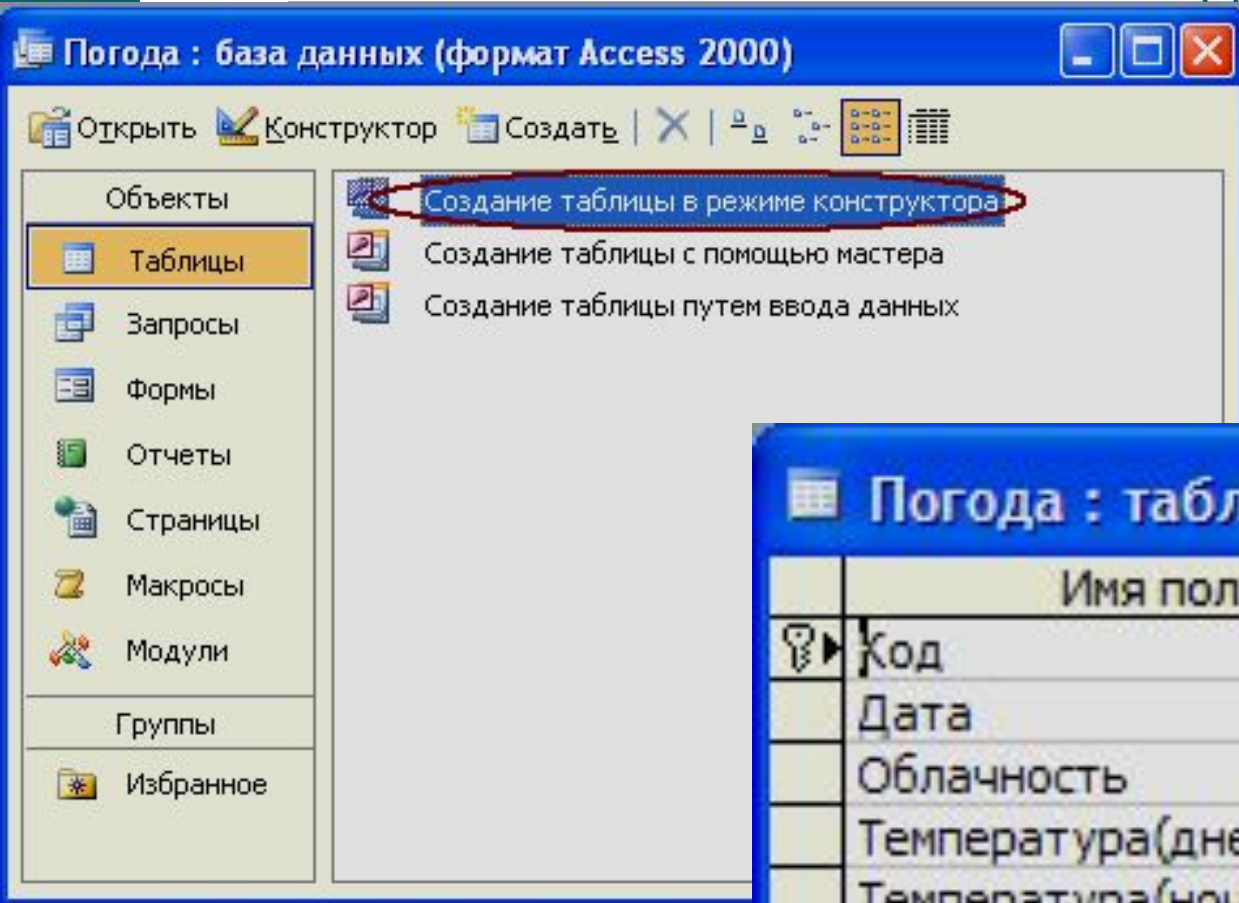 Погода : база данных (формат Access 2000)
Открыть Конструктор Создать
Объекты
Таблицы
Запросы
Формы
Отчеты
Страницы
Макросы
Модули
Группы
Избранное
Создание таблицы в режиме конструктора
Создание таблицы с помощью мастера
Создание таблицы путем ввода данных
Погода : табл
Имя пол
Код
Дата
Облачность
Температура(дне
Температура(ноч